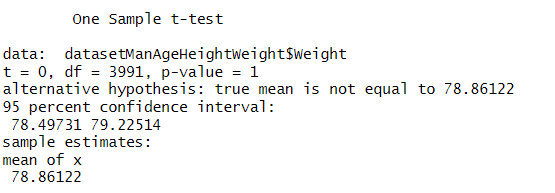 One Sample t-test
data:  datasetManAgeHeightWeight$Weight
t = 0, df = 3991, p-value = 1
alternative hypothesis: true mean is not equal to 78.86122
95 percent confidence interval:
 78.49731 79.22514
sample estimates:
mean of x
 78.86122